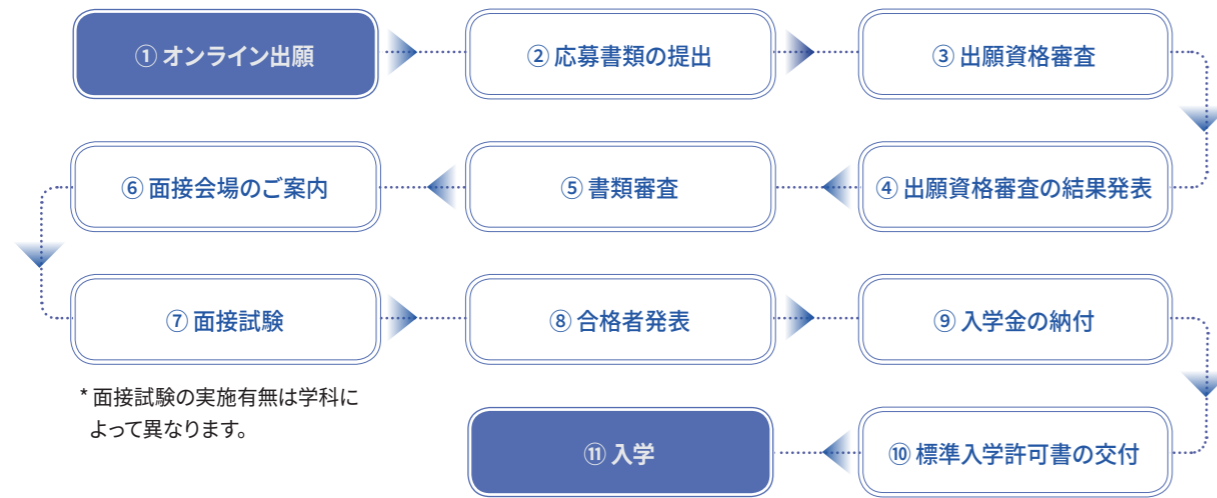 ① オンライン出願
② 応募書類の提出
③ 出願資格審査
④ 出願資格審査の結果発表
⑤ 書類審査
⑥ 面接会場のご案内
⑦ 面接試験
* 面接試験の実施有無は学科に
よって異なります。
⑧ 合格者発表
⑨ 入学金の納付
⑩ 標準入学許可書の交付
⑪ 入学